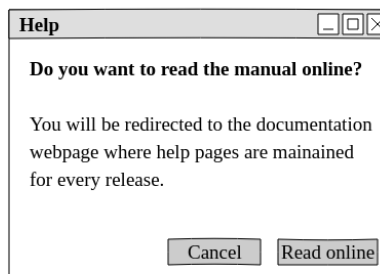 Help
Do you want to read the manual online?
You will be redirected to the documentation
webpage where help pages are mainained
for every release.
Cancel Read online